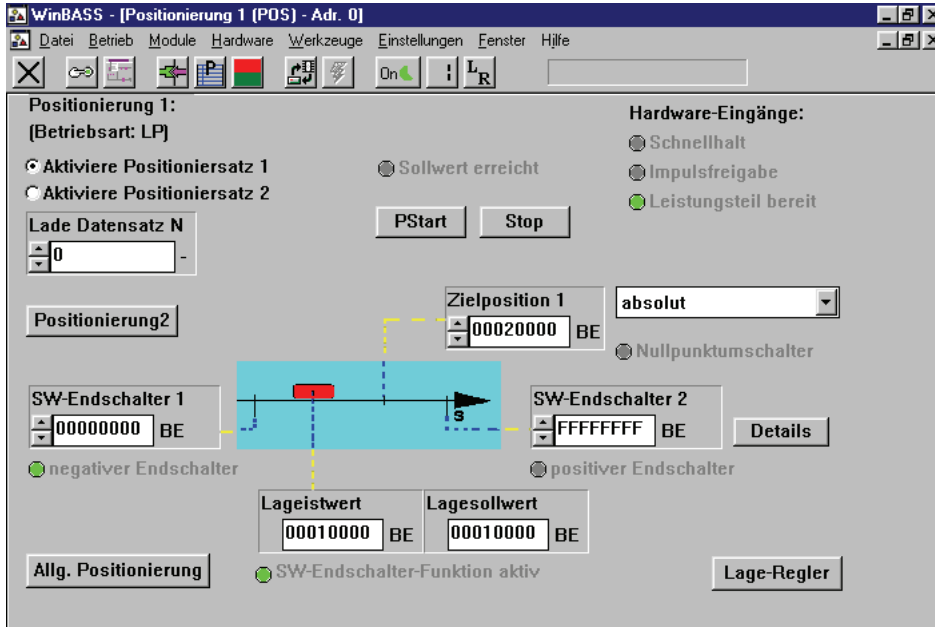 WinBASS - [Positionierung 1 (POS) - Adr. 0]
Datei Betrieb Module Hardware Werkzeuge Einstellungen Fenster Hilfe
P On L R
Positionierung 1:
(Betriebsart: LP)
Hardware-Eingänge:
Schnellhalt
Aktiviere Positioniersatz 1
Sollwert erreicht
Impulsfreigabe
Aktiviere Positioniersatz 2
Leistungsteil bereit
Lade Datensatz N
PStart Stop
0 -
Zielposition 1
absolut
Positionierung2
00020000 BE
Nullpunktumschalter
SW-Endschalter 1
SW-Endschalter 2
00000000 BE
s
FFFFFFFF BE
Details
negativer Endschalter
positiver Endschalter
Lageistwert Lagesollwert
00010000 BE 00010000 BE
Allg. Positionierung
SW-Endschalter-Funktion aktiv
Lage-Regler